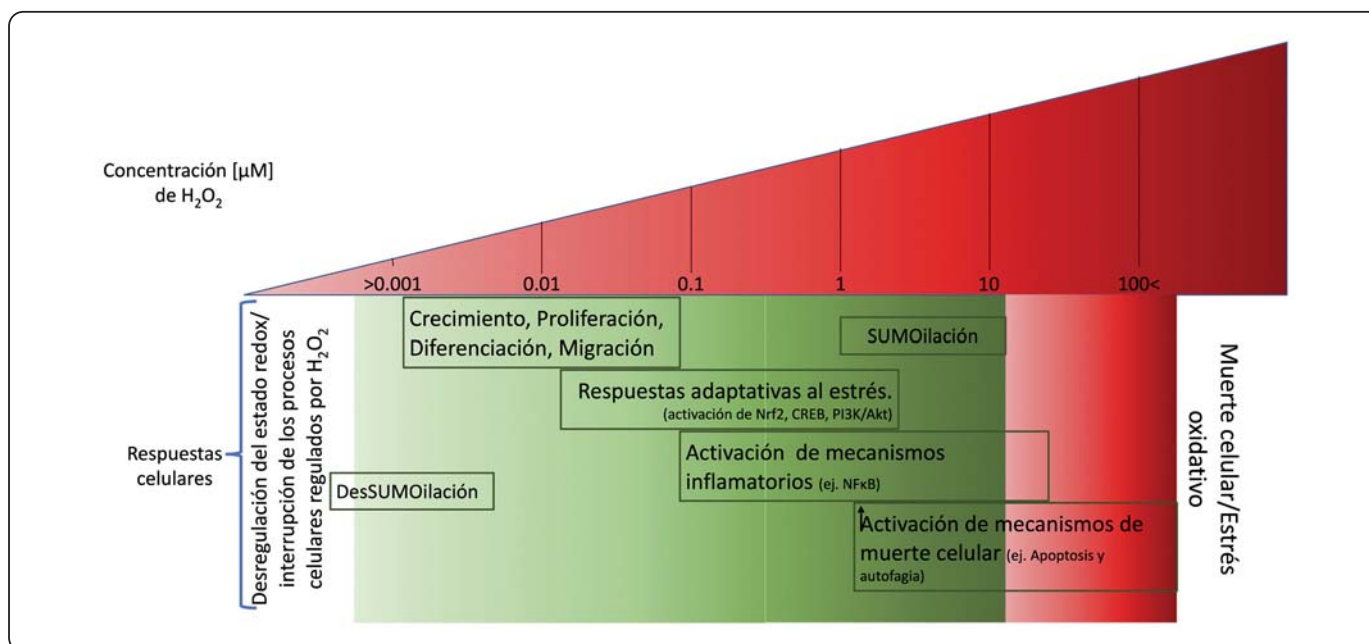 Concentración [µM]
de H₂O₂
>0.001
0.01
0.1
1
10
100<
Respuestas
celulares
Desregulación del estado redox/
interrupción de los procesos
celulares regulados por H₂O₂
Crecimiento, Proliferación,
Diferenciación, Migración
SUMOilación
Respuestas adaptativas al estrés.
(activación de Nrf2, CREB, PI3K/Akt)
Activación de mecanismos
inflamatorios (ej. NFκB)
DesSUMOilación
Activación de mecanismos de
muerte celular (ej. Apoptosis y
autofagia)
Muerte celular/Estrés
oxidativo